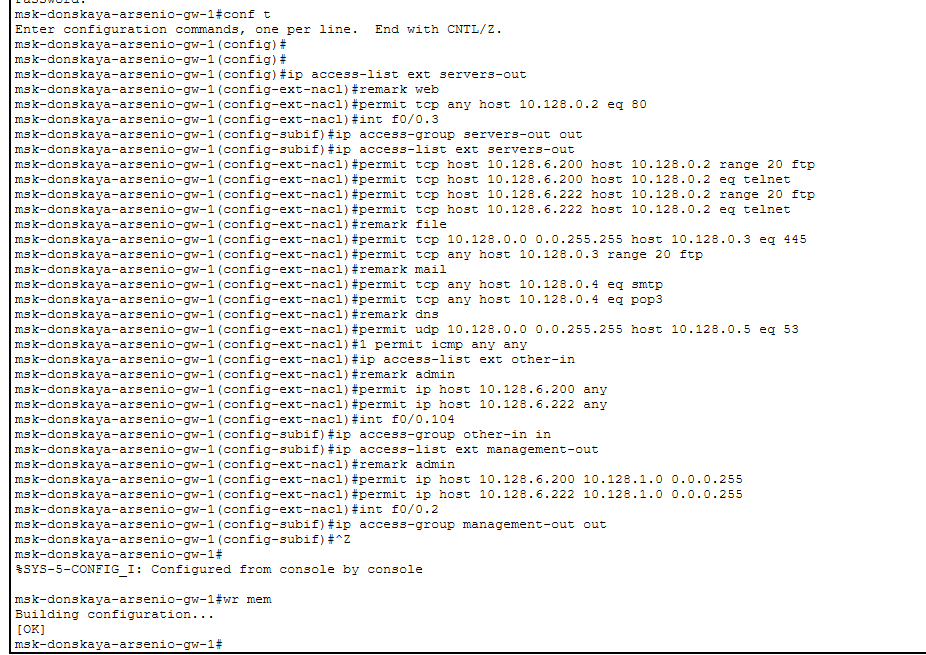 Password:
msk-donskaya-arsenio-gw-1#conf t
Enter configuration commands, one per line.  End with CNTL/Z.
msk-donskaya-arsenio-gw-1(config)#
msk-donskaya-arsenio-gw-1(config)#
msk-donskaya-arsenio-gw-1(config)#ip access-list ext servers-out
msk-donskaya-arsenio-gw-1(config-ext-nacl)#remark web
msk-donskaya-arsenio-gw-1(config-ext-nacl)#permit tcp any host 10.128.0.2 eq 80
msk-donskaya-arsenio-gw-1(config-ext-nacl)#int f0/0.3
msk-donskaya-arsenio-gw-1(config-subif)#ip access-group servers-out out
msk-donskaya-arsenio-gw-1(config-subif)#ip access-list ext servers-out
msk-donskaya-arsenio-gw-1(config-ext-nacl)#permit tcp host 10.128.6.200 host 10.128.0.2 range 20 ftp
msk-donskaya-arsenio-gw-1(config-ext-nacl)#permit tcp host 10.128.6.200 host 10.128.0.2 eq telnet
msk-donskaya-arsenio-gw-1(config-ext-nacl)#permit tcp host 10.128.6.222 host 10.128.0.2 range 20 ftp
msk-donskaya-arsenio-gw-1(config-ext-nacl)#permit tcp host 10.128.6.222 host 10.128.0.2 eq telnet
msk-donskaya-arsenio-gw-1(config-ext-nacl)#remark file
msk-donskaya-arsenio-gw-1(config-ext-nacl)#permit tcp 10.128.0.0 0.0.255.255 host 10.128.0.3 eq 445
msk-donskaya-arsenio-gw-1(config-ext-nacl)#permit tcp any host 10.128.0.3 range 20 ftp
msk-donskaya-arsenio-gw-1(config-ext-nacl)#remark mail
msk-donskaya-arsenio-gw-1(config-ext-nacl)#permit tcp any host 10.128.0.4 eq smtp
msk-donskaya-arsenio-gw-1(config-ext-nacl)#permit tcp any host 10.128.0.4 eq pop3
msk-donskaya-arsenio-gw-1(config-ext-nacl)#remark dns
msk-donskaya-arsenio-gw-1(config-ext-nacl)#permit udp 10.128.0.0 0.0.255.255 host 10.128.0.5 eq 53
msk-donskaya-arsenio-gw-1(config-ext-nacl)#1 permit icmp any any
msk-donskaya-arsenio-gw-1(config-ext-nacl)#ip access-list ext other-in
msk-donskaya-arsenio-gw-1(config-ext-nacl)#remark admin
msk-donskaya-arsenio-gw-1(config-ext-nacl)#permit ip host 10.128.6.200 any
msk-donskaya-arsenio-gw-1(config-ext-nacl)#permit ip host 10.128.6.222 any
msk-donskaya-arsenio-gw-1(config-ext-nacl)#int f0/0.104
msk-donskaya-arsenio-gw-1(config-subif)#ip access-group other-in in
msk-donskaya-arsenio-gw-1(config-subif)#ip access-list ext management-out
msk-donskaya-arsenio-gw-1(config-ext-nacl)#remark admin
msk-donskaya-arsenio-gw-1(config-ext-nacl)#permit ip host 10.128.6.200 10.128.1.0 0.0.0.255
msk-donskaya-arsenio-gw-1(config-ext-nacl)#permit ip host 10.128.6.222 10.128.1.0 0.0.0.255
msk-donskaya-arsenio-gw-1(config-ext-nacl)#int f0/0.2
msk-donskaya-arsenio-gw-1(config-subif)#ip access-group management-out out
msk-donskaya-arsenio-gw-1(config-subif)#^Z
msk-donskaya-arsenio-gw-1#
%SYS-5-CONFIG_I: Configured from console by console
msk-donskaya-arsenio-gw-1#wr mem
Building configuration...
[OK]
msk-donskaya-arsenio-gw-1#